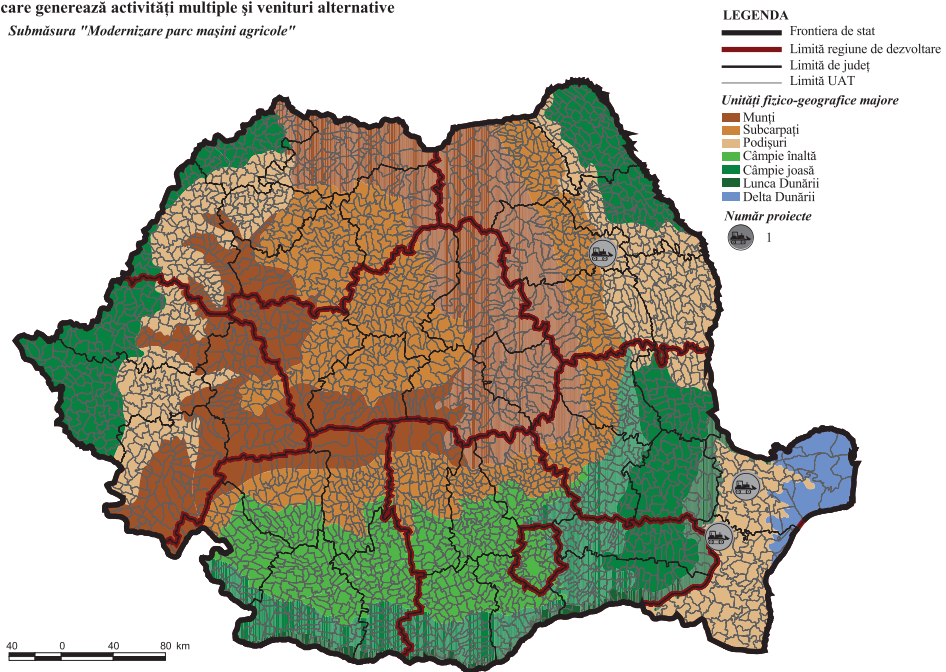 care generează activități multiple și venituri alternative
Submăsura "Modernizare parc mașini agricole"
LEGENDA
Frontiera de stat
Limită regiune de dezvoltare
Limită de județ
Limită UAT
Unități fizico-geografice majore
Munți
Subcarpați
Podișuri
Câmpie înaltă
Câmpie joasă
Lunca Dunării
Delta Dunării
Număr proiecte
1
40 0 40 80 km